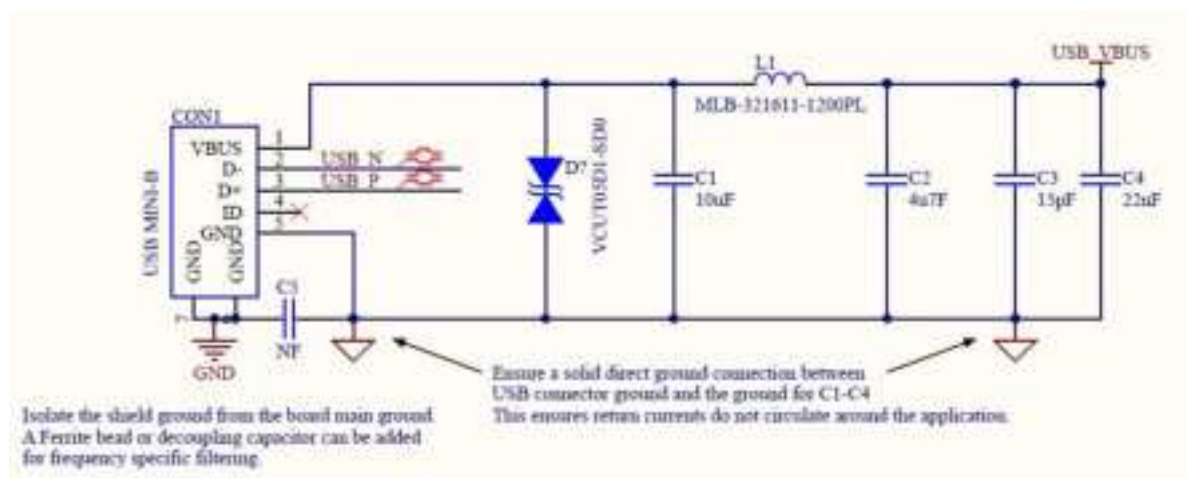 USB_VBUS
L1
MLB-321611-1200PL
CON1
1
VBUS
2
D-
USB_N
3
D+
USB_P
4
ID
5
GND
GND
GND
USB MINI-B
D?
VCUT05D1-SD0
C1
10uF
C2
4u7F
C3
15pF
C4
22nF
C5
NF
7
GND
Ensure a solid direct ground connection between
USB connector ground and the ground for C1-C4
This ensures return currents do not circulate around the application.
Isolate the shield ground from the board main ground.
A Ferrite bead or decoupling capacitor can be added
for frequency specific filtering.